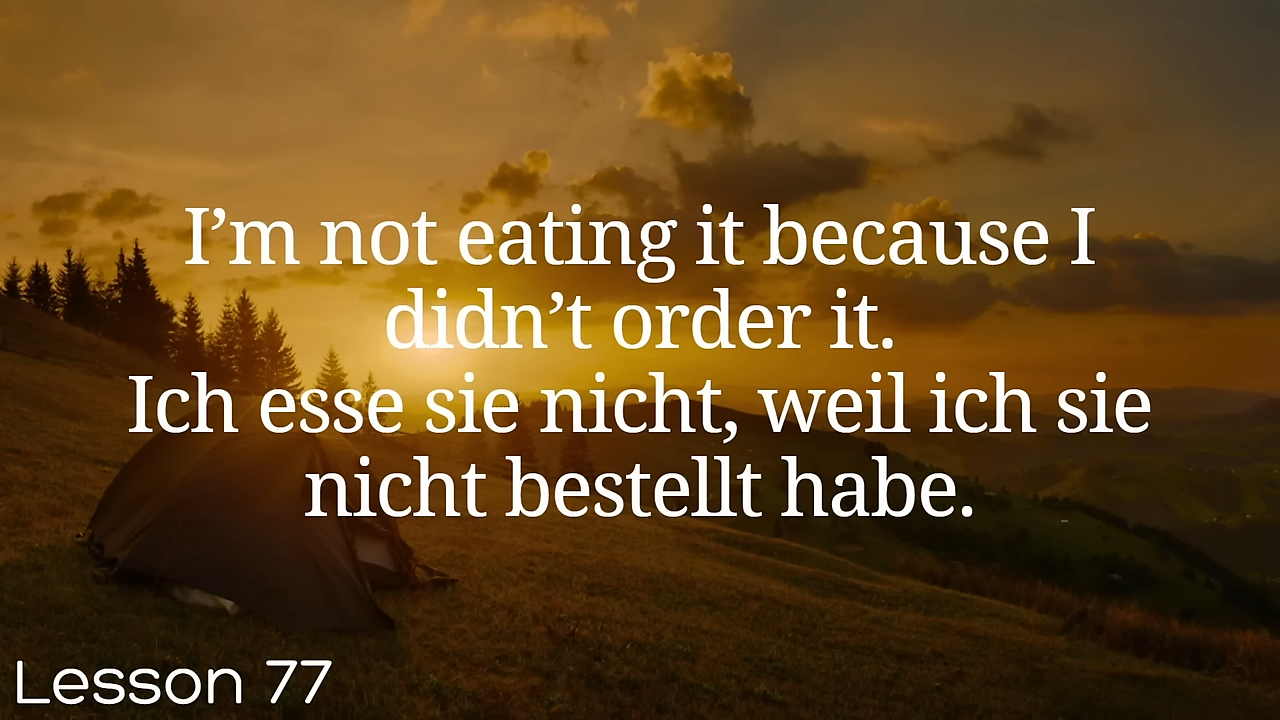 I’m not eating it because I
didn’t order it.
Ich esse sie nicht, weil ich sie
nicht bestellt habe.
Lesson 77